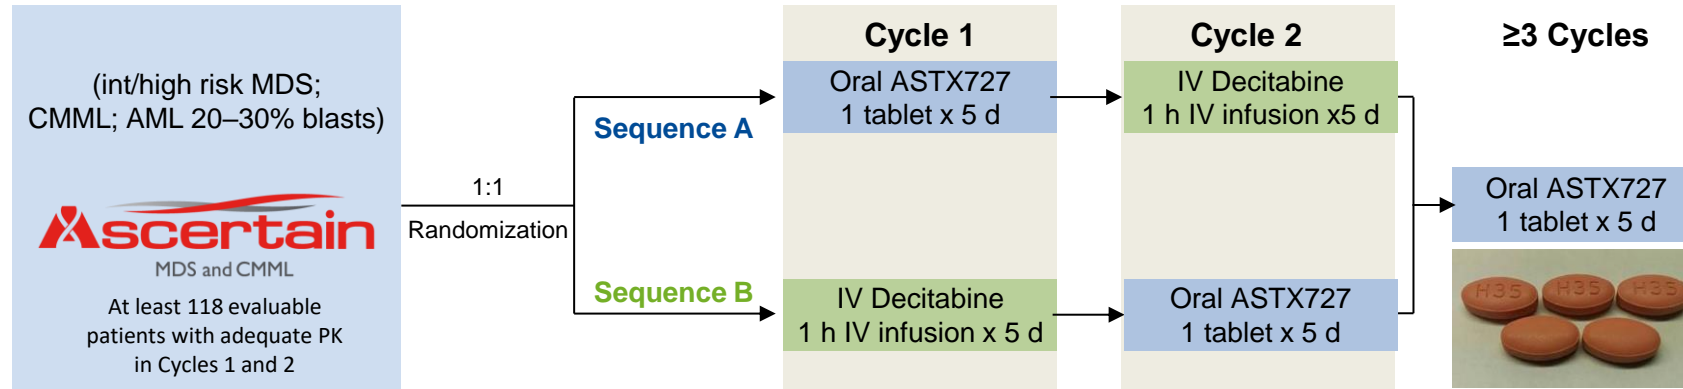 (int/high risk MDS;
CMML; AML 20–30% blasts)
Ascertain
MDS and CMML
At least 118 evaluable
patients with adequate PK
in Cycles 1 and 2
1:1
Randomization
Sequence A
Sequence B
Cycle 1
Oral ASTX727
1 tablet x 5 d
IV Decitabine
1 h IV infusion x 5 d
Cycle 2
IV Decitabine
1 h IV infusion x5 d
Oral ASTX727
1 tablet x 5 d
≥3 Cycles
Oral ASTX727
1 tablet x 5 d
H35 H35 H35